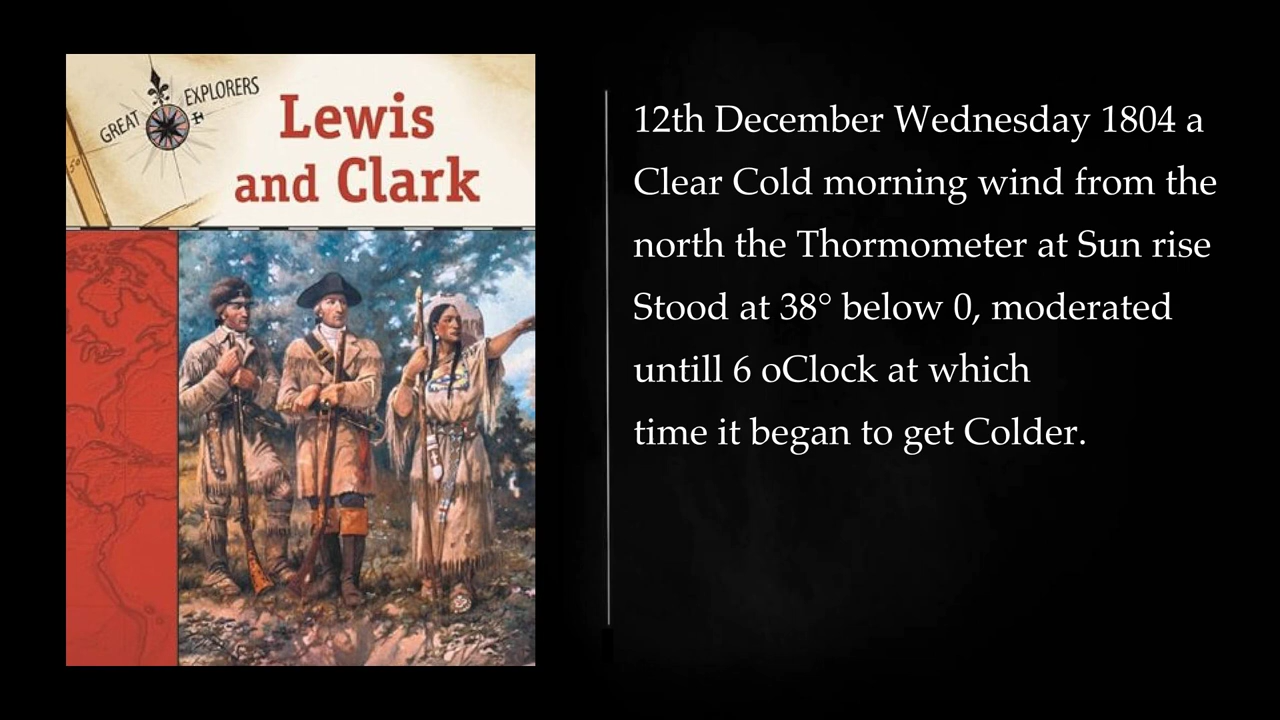 GREAT EXPLORERS
Lewis
and Clark
50
12th December Wednesday 1804 a
Clear Cold morning wind from the
north the Thormometer at Sun rise
Stood at 38° below 0, moderated
untill 6 oClock at which
time it began to get Colder.